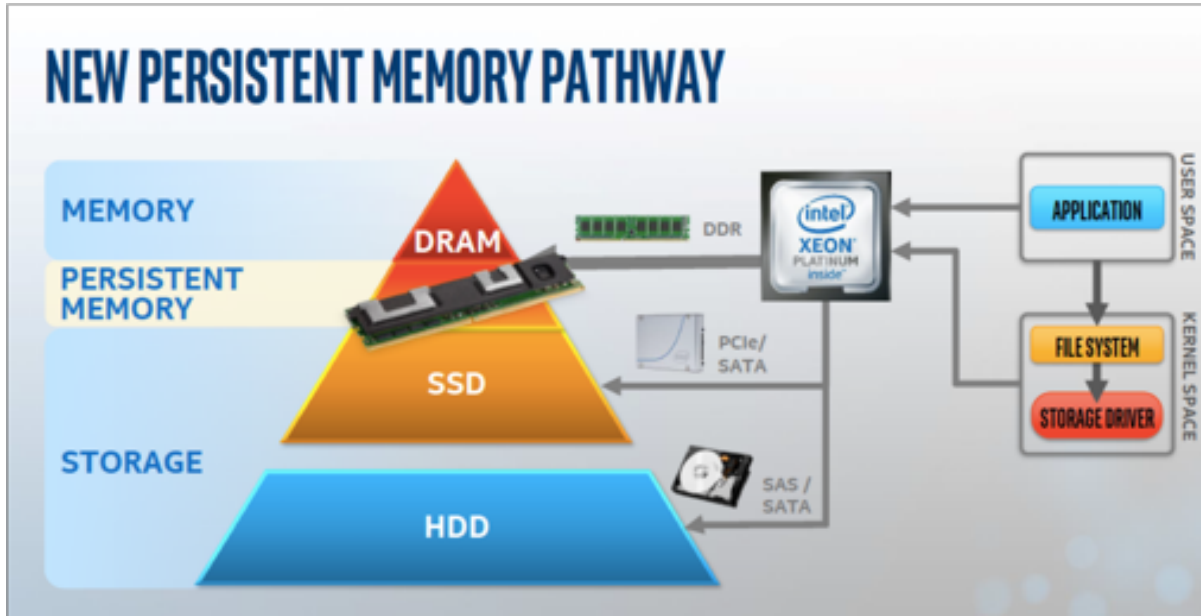 NEW PERSISTENT MEMORY PATHWAY
MEMORY
PERSISTENT
MEMORY
STORAGE
DRAM
SSD
HDD
DDR
PCIe/
SATA
SAS /
SATA
intel
XEON®
PLATINUM
inside™
APPLICATION
USER SPACE
FILE SYSTEM
STORAGE DRIVER
KERNEL SPACE